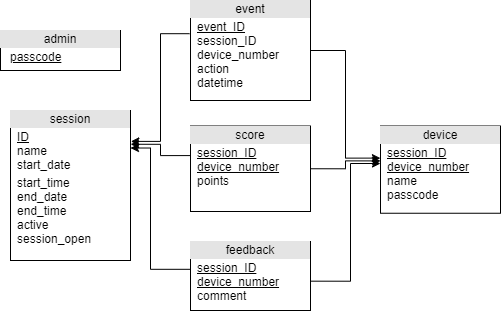 admin
passcode
session
ID
name
start_date
start_time
end_date
end_time
active
session_open
event
event_ID
session_ID
device_number
action
datetime
score
session_ID
device_number
points
feedback
session_ID
device_number
comment
device
session_ID
device_number
name
passcode